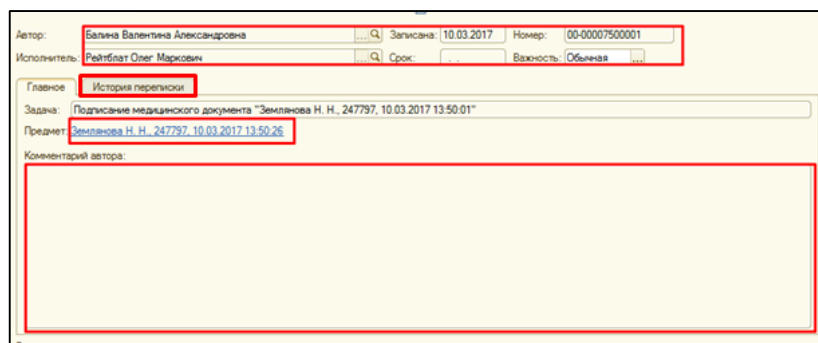 Автор: Балина Валентина Александровна ... Записана: 10.03.2017 Номер: 00-00007500001
Исполнитель: Рейтблат Олег Маркович ... Срок: . . Важность: Обычная ...
Главное История переписки
Задача: Подписание медицинского документа "Землянова Н. Н., 247797, 10.03.2017 13:50:01"
Предмет: Землянова Н. Н., 247797, 10.03.2017 13:50:26
Комментарий автора: